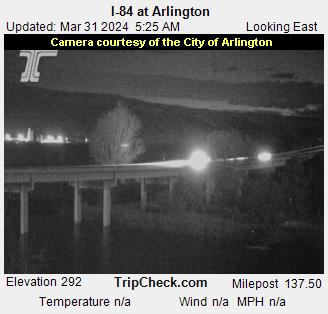 I-84 at Arlington
Updated: Mar 31 2024 5:25 AM Looking East
Camera courtesy of the City of Arlington
Elevation 292 TripCheck.com Milepost 137.50
Temperature n/a Wind n/a MPH n/a